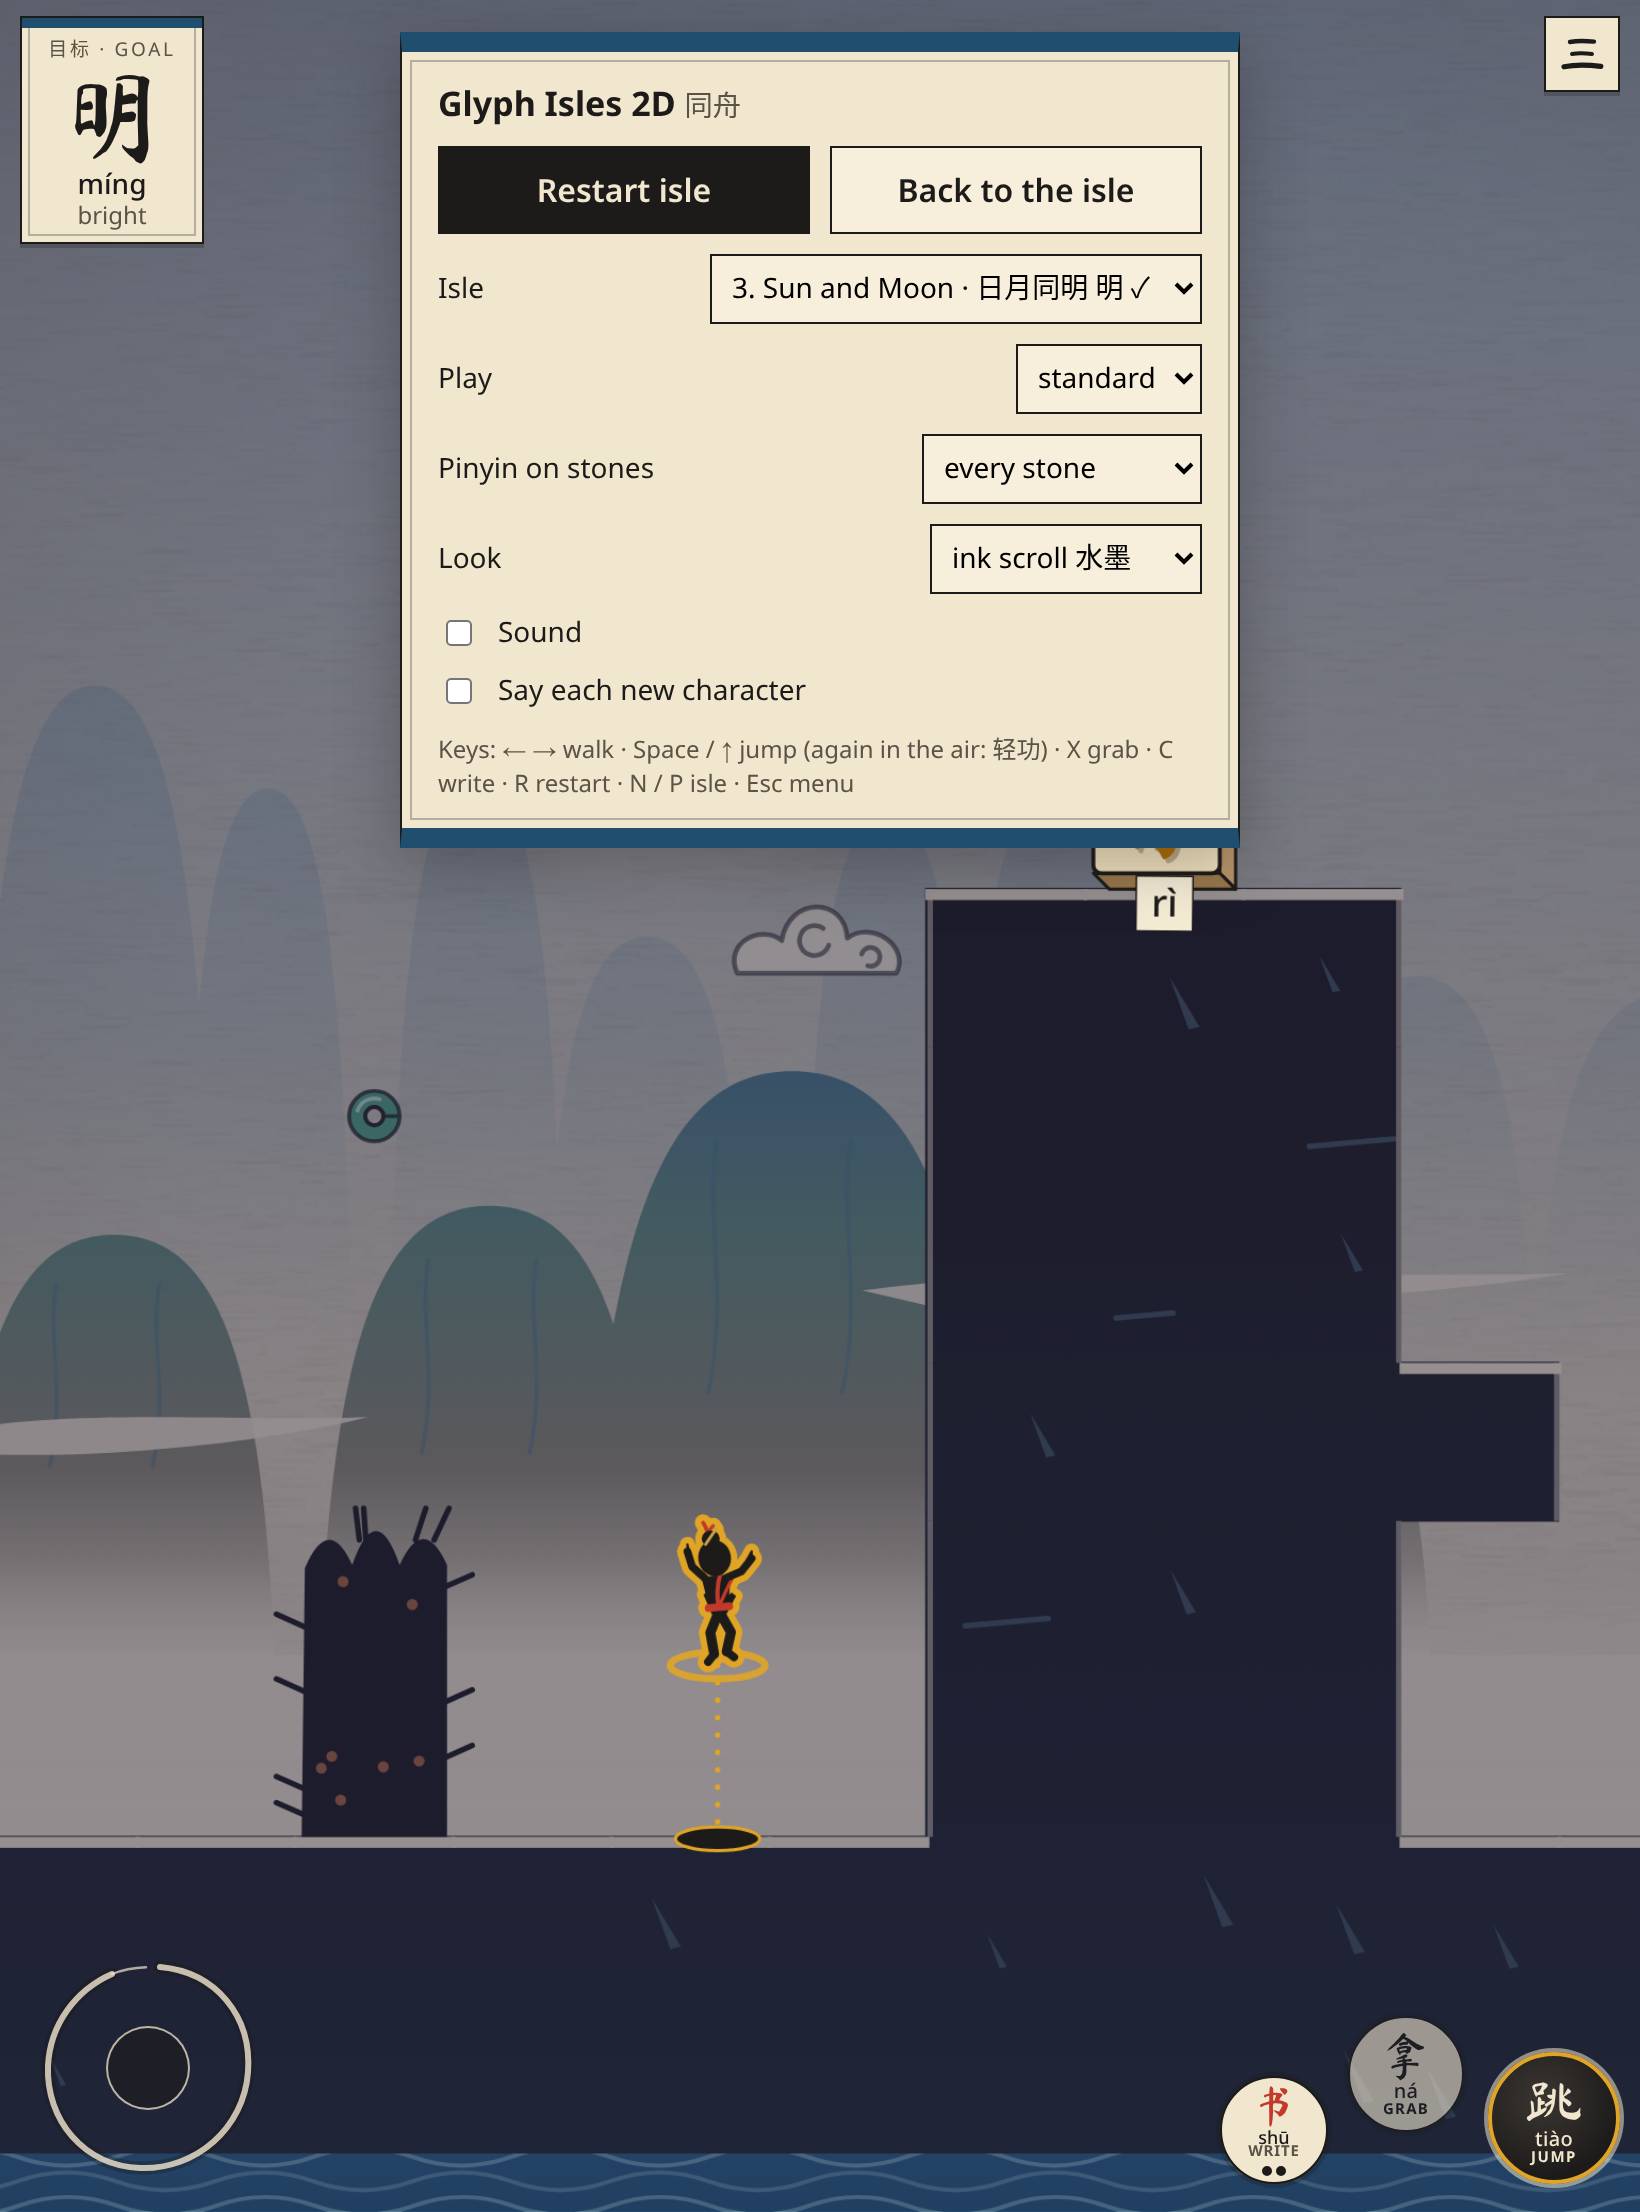 目标 · GOAL
明
míng
bright
三
Glyph Isles 2D 同舟
Restart isle
Back to the isle
Isle
3. Sun and Moon · 日月同明 明 ✓
Play
standard
Pinyin on stones
every stone
Look
ink scroll 水墨
Sound
Say each new character
Keys: ← → walk · Space / ↑ jump (again in the air: 轻功) · X grab · C
write · R restart · N / P isle · Esc menu
rì
拿
ná
GRAB
书
shū
WRITE
跳
tiào
JUMP